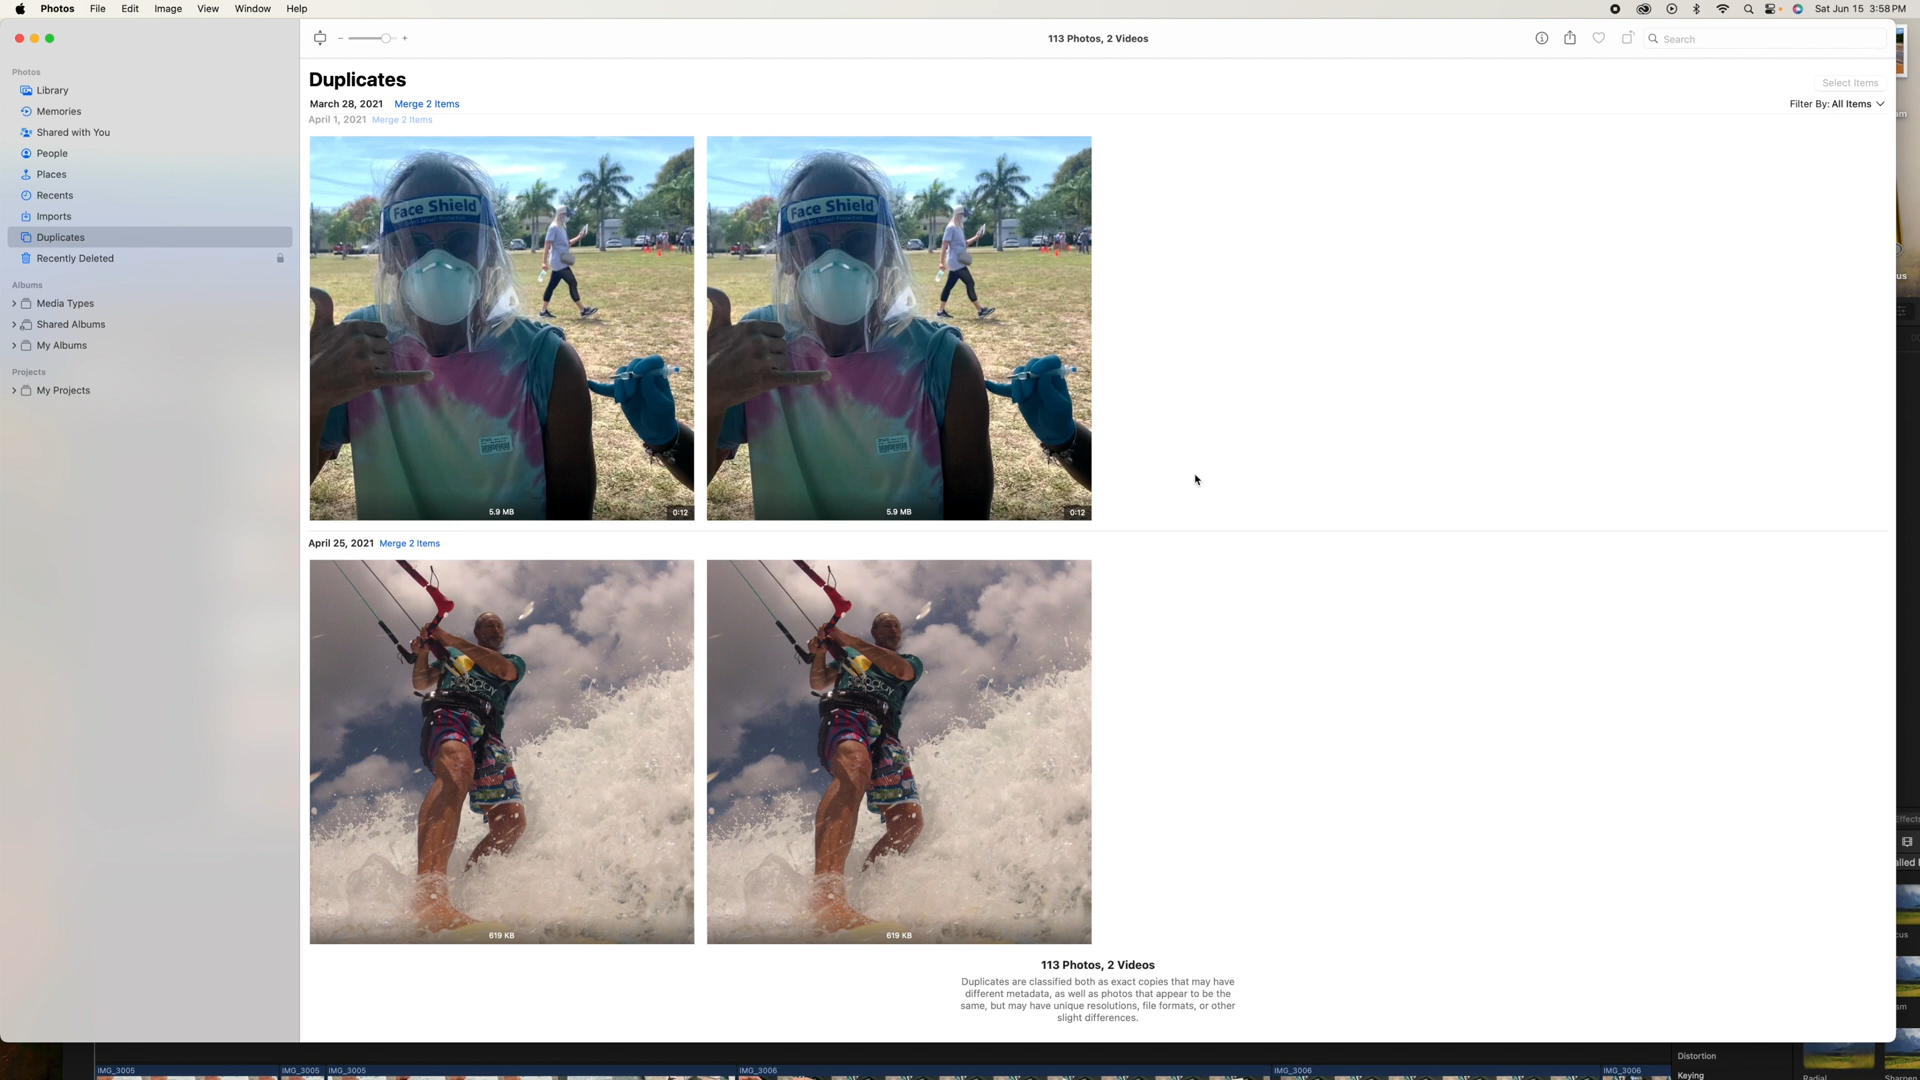 Photos File Edit Image View Window Help
Sat Jun 15 3:58 PM
113 Photos, 2 Videos
Search
Photos
Library
Memories
Shared with You
People
Places
Recents
Imports
Duplicates
Recently Deleted
Albums
Media Types
Shared Albums
My Albums
Projects
My Projects
Duplicates
Select Items
March 28, 2021 Merge 2 Items
Filter By: All Items
April 1, 2021 Merge 2 Items
Face Shield
Face Shield
5.9 MB
0:12
5.9 MB
0:12
April 25, 2021 Merge 2 Items
619 KB
619 KB
113 Photos, 2 Videos
Duplicates are classified both as exact copies that may have
different metadata, as well as photos that appear to be the
same, but may have unique resolutions, file formats, or other
slight differences.
Effects
Distortion
Keying
IMG_3005 IMG_3005 IMG_3005 IMG_3006 IMG_3006 IMG_3006